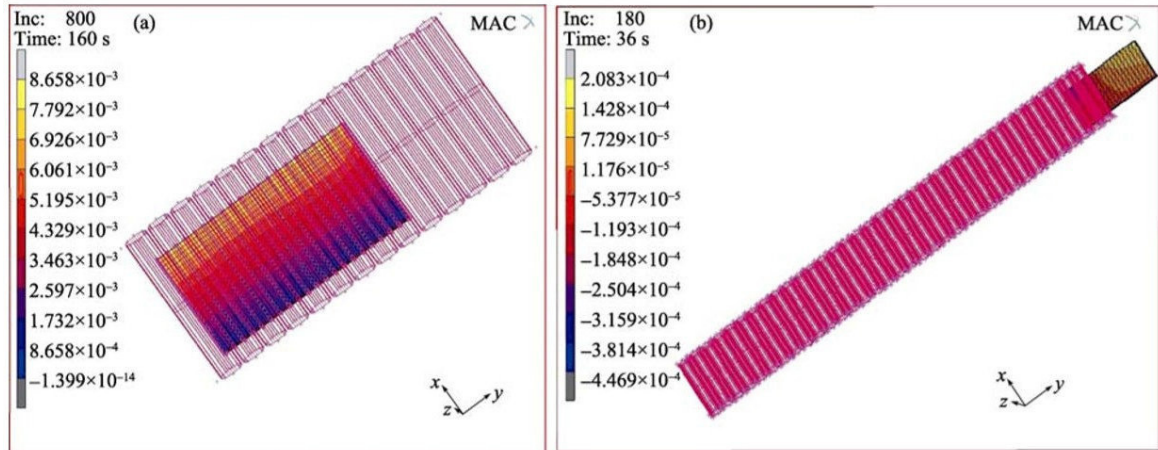 Inc: 800
Time: 160 s
(a)
MAC
8.658×10⁻³
7.792×10⁻³
6.926×10⁻³
6.061×10⁻³
5.195×10⁻³
4.329×10⁻³
3.463×10⁻³
2.597×10⁻³
1.732×10⁻³
8.658×10⁻⁴
−1.399×10⁻¹⁴
x
y
z
Inc: 180
Time: 36 s
(b)
MAC
2.083×10⁻⁴
1.428×10⁻⁴
7.729×10⁻⁵
1.176×10⁻⁵
−5.377×10⁻⁵
−1.193×10⁻⁴
−1.848×10⁻⁴
−2.504×10⁻⁴
−3.159×10⁻⁴
−3.814×10⁻⁴
−4.469×10⁻⁴
x
y
z